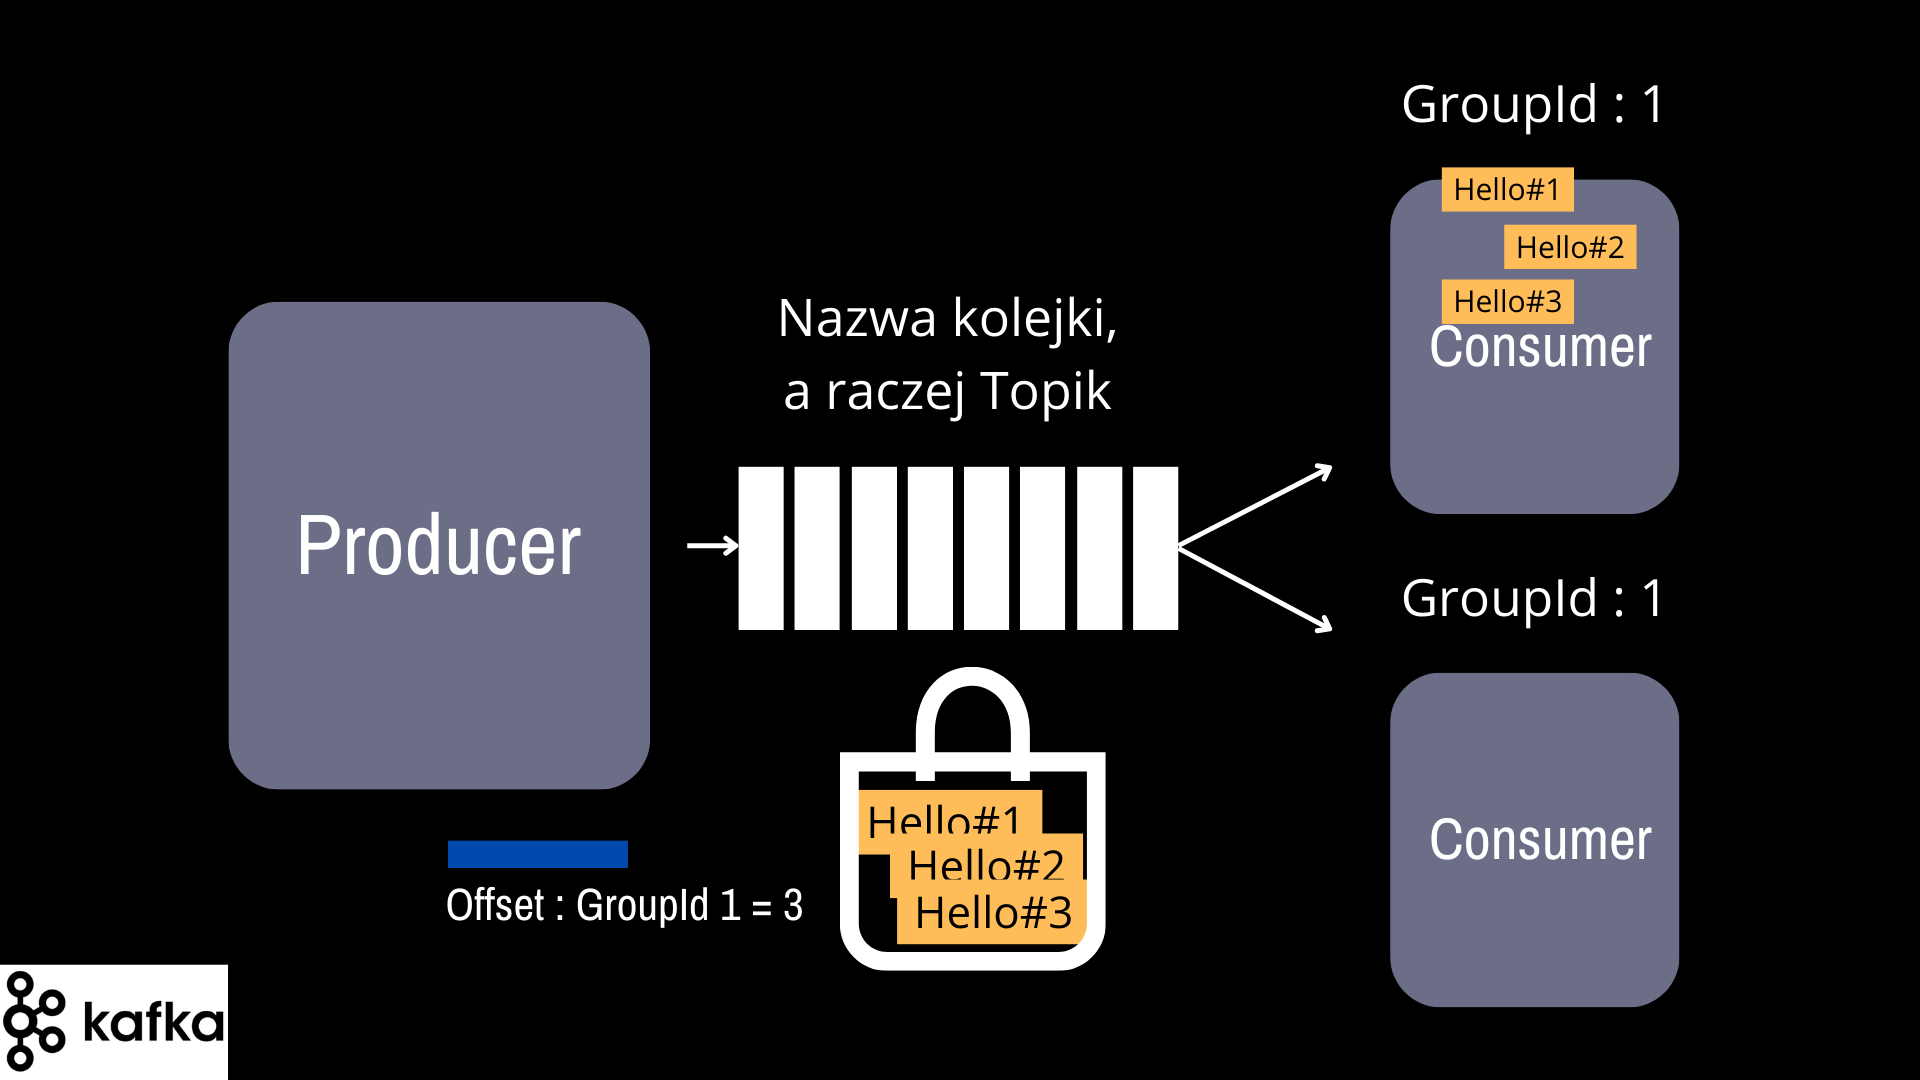 GroupId : 1
Hello#1
Hello#2
Hello#3
Consumer
Nazwa kolejki,
a raczej Topik
Producer
GroupId : 1
Consumer
Hello#1
Hello#2
Hello#3
Offset : GroupId 1 = 3
kafka